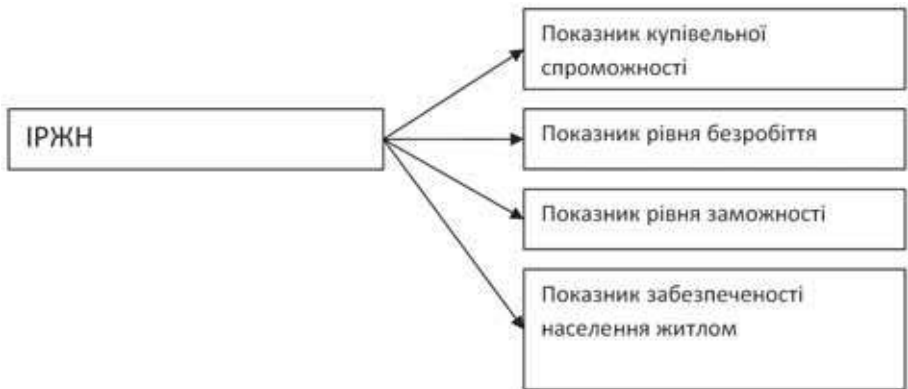 ІРЖН
Показник купівельної
спроможності
Показник рівня безробіття
Показник рівня заможності
Показник забезпеченості
населення житлом